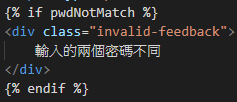 {% if pwdNotMatch %}
<div class="invalid-feedback">
輸入的兩個密碼不同
</div>
{% endif %}